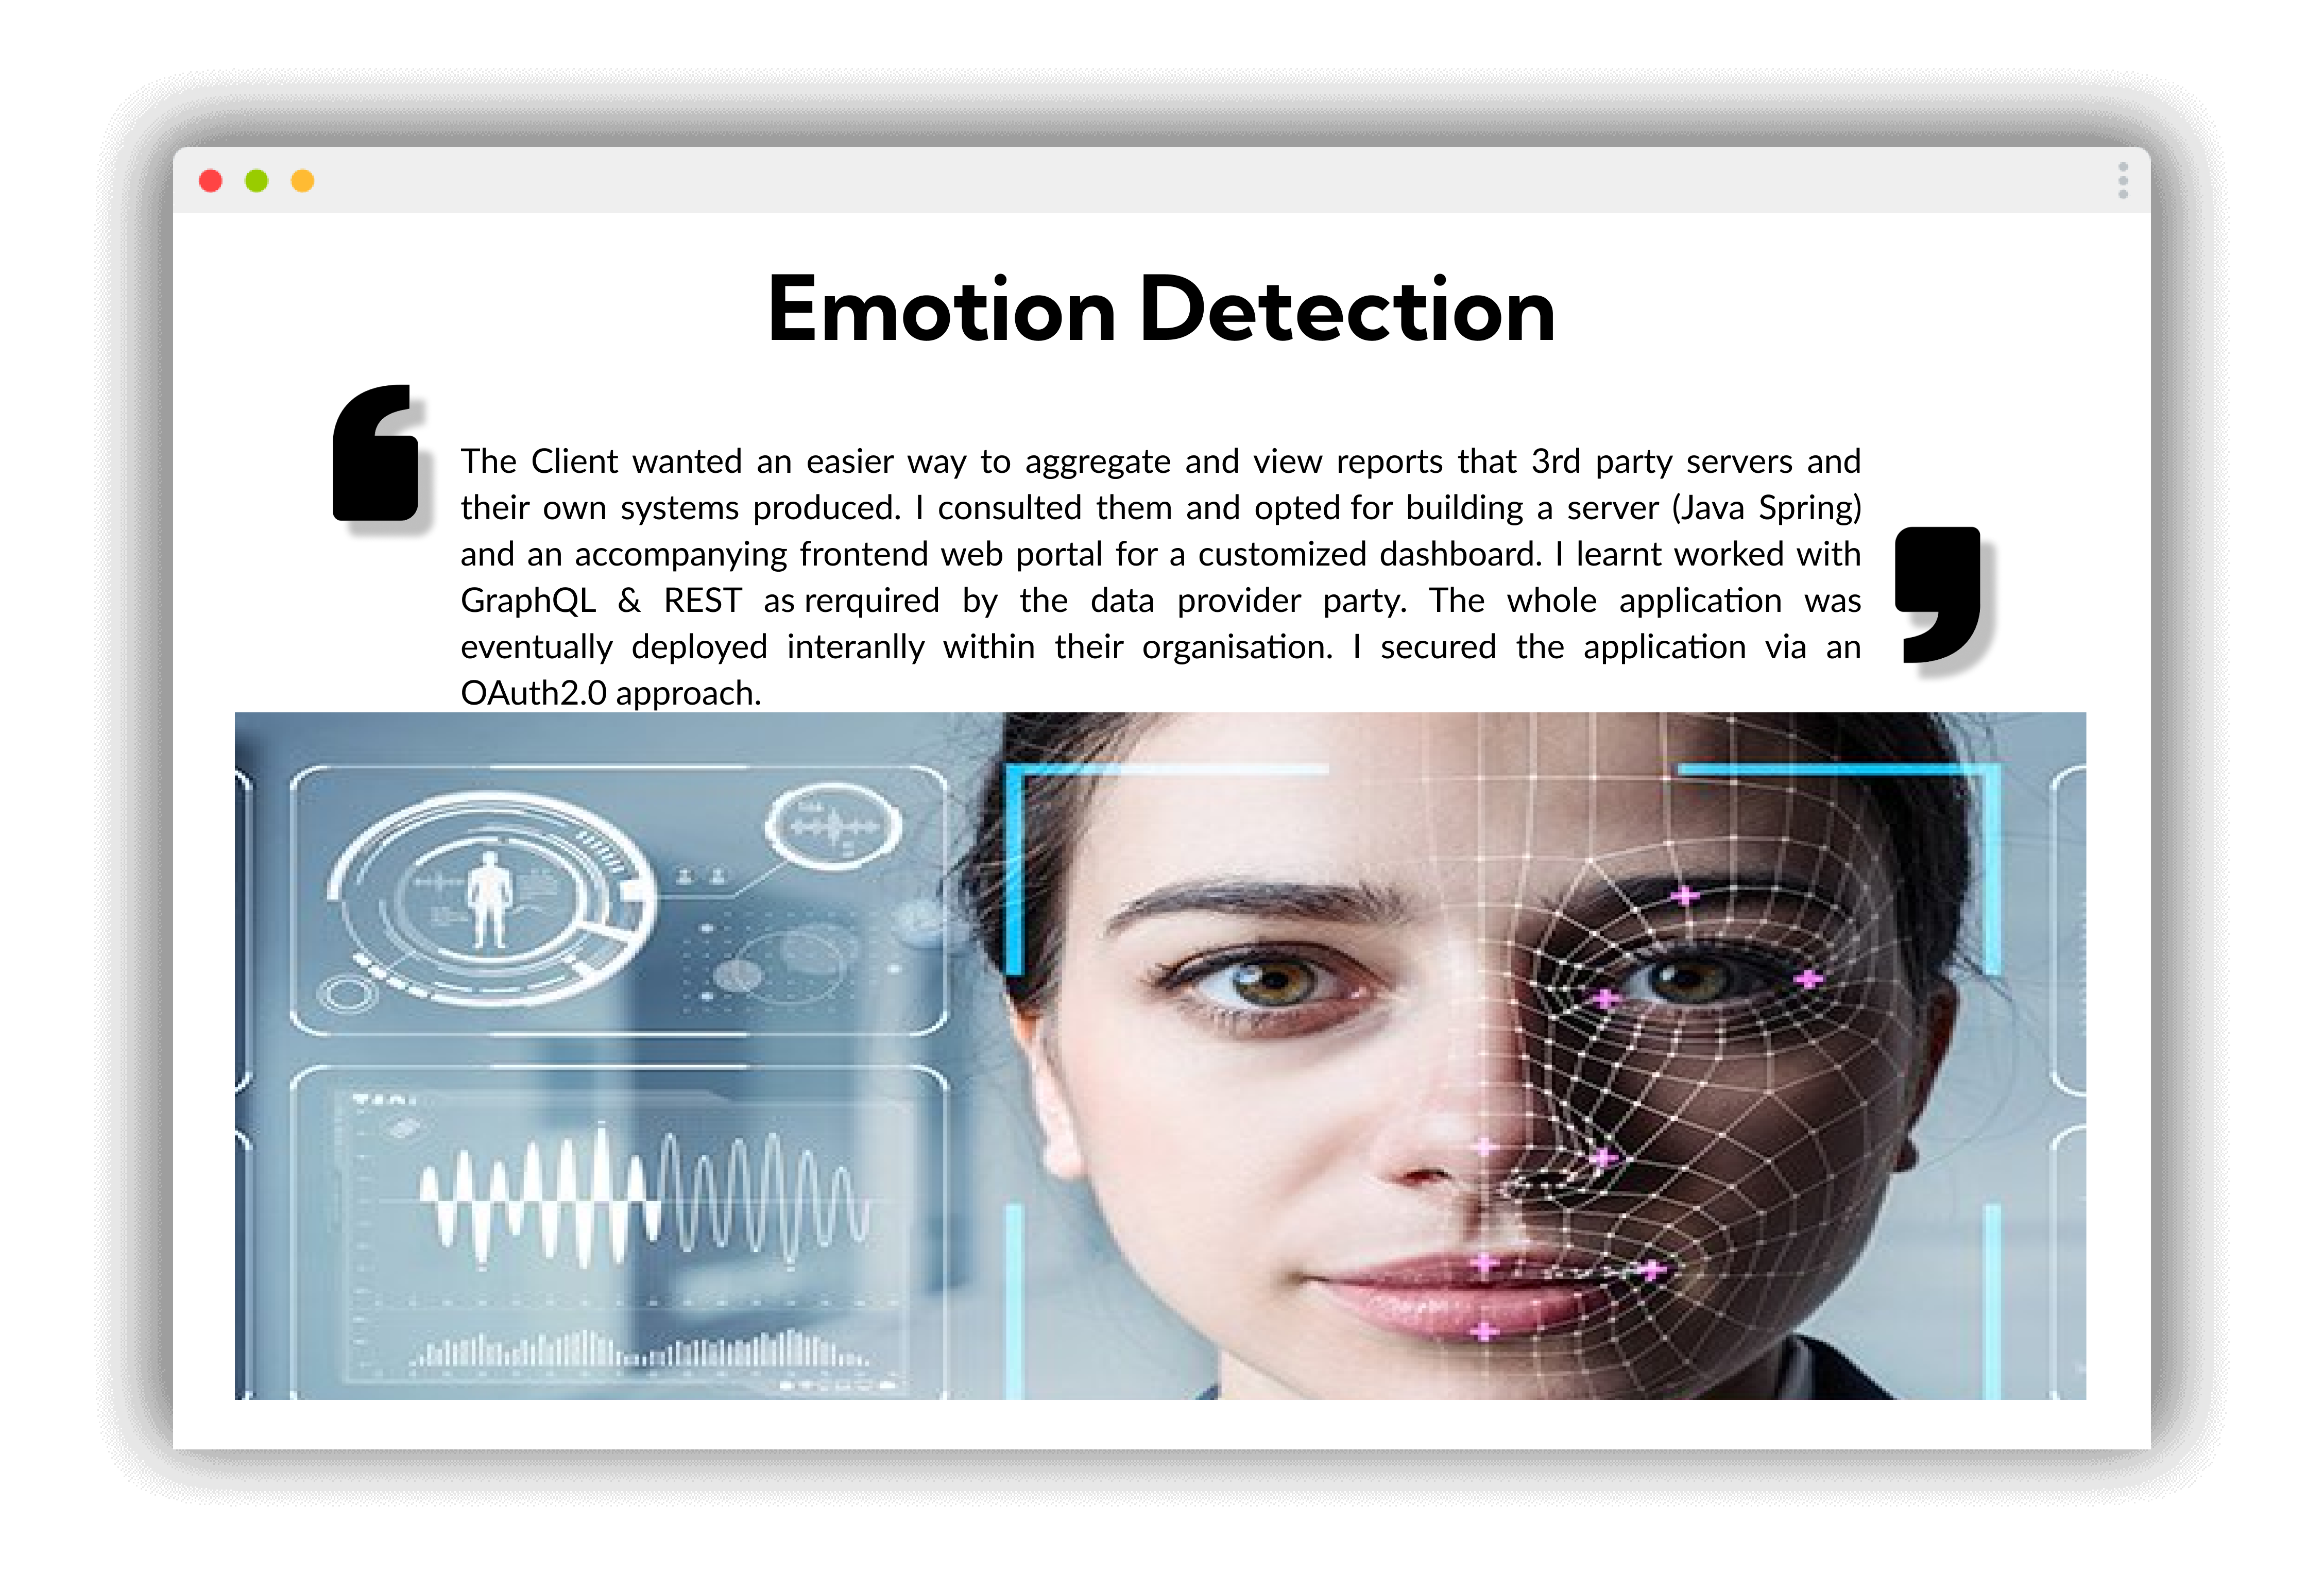 Emotion Detection
The Client wanted an easier way to aggregate and view reports that 3rd party servers and
their own systems produced. I consulted them and opted for building a server (Java Spring)
and an accompanying frontend web portal for a customized dashboard. I learnt worked with
GraphQL & REST as rerquired by the data provider party. The whole application was
eventually deployed interanlly within their organisation. I secured the application via an
OAuth2.0 approach.